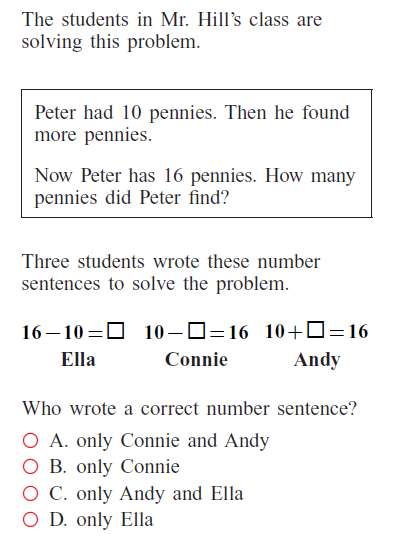 The students in Mr. Hill’s class are
solving this problem.
Peter had 10 pennies. Then he found
more pennies.
Now Peter has 16 pennies. How many
pennies did Peter find?
Three students wrote these number
sentences to solve the problem.
16−10=□ 10−□=16 10+□=16
Ella Connie Andy
Who wrote a correct number sentence?
A. only Connie and Andy
B. only Connie
C. only Andy and Ella
D. only Ella